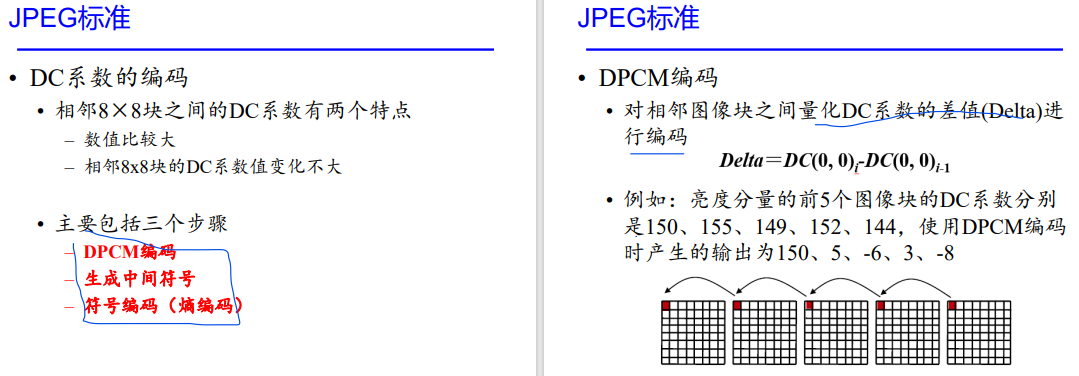 JPEG标准
• DC系数的编码
• 相邻8×8块之间的DC系数有两个特点
– 数值比较大
– 相邻8x8块的DC系数值变化不大
• 主要包括三个步骤
– DPCM编码
– 生成中间符号
– 符号编码（熵编码）
JPEG标准
• DPCM编码
• 对相邻图像块之间量化DC系数的差值(Delta)进
行编码
Delta＝DC(0, 0)i-DC(0, 0)i-1
• 例如：亮度分量的前5个图像块的DC系数分别
是150、155、149、152、144，使用DPCM编码
时产生的输出为150、5、-6、3、-8